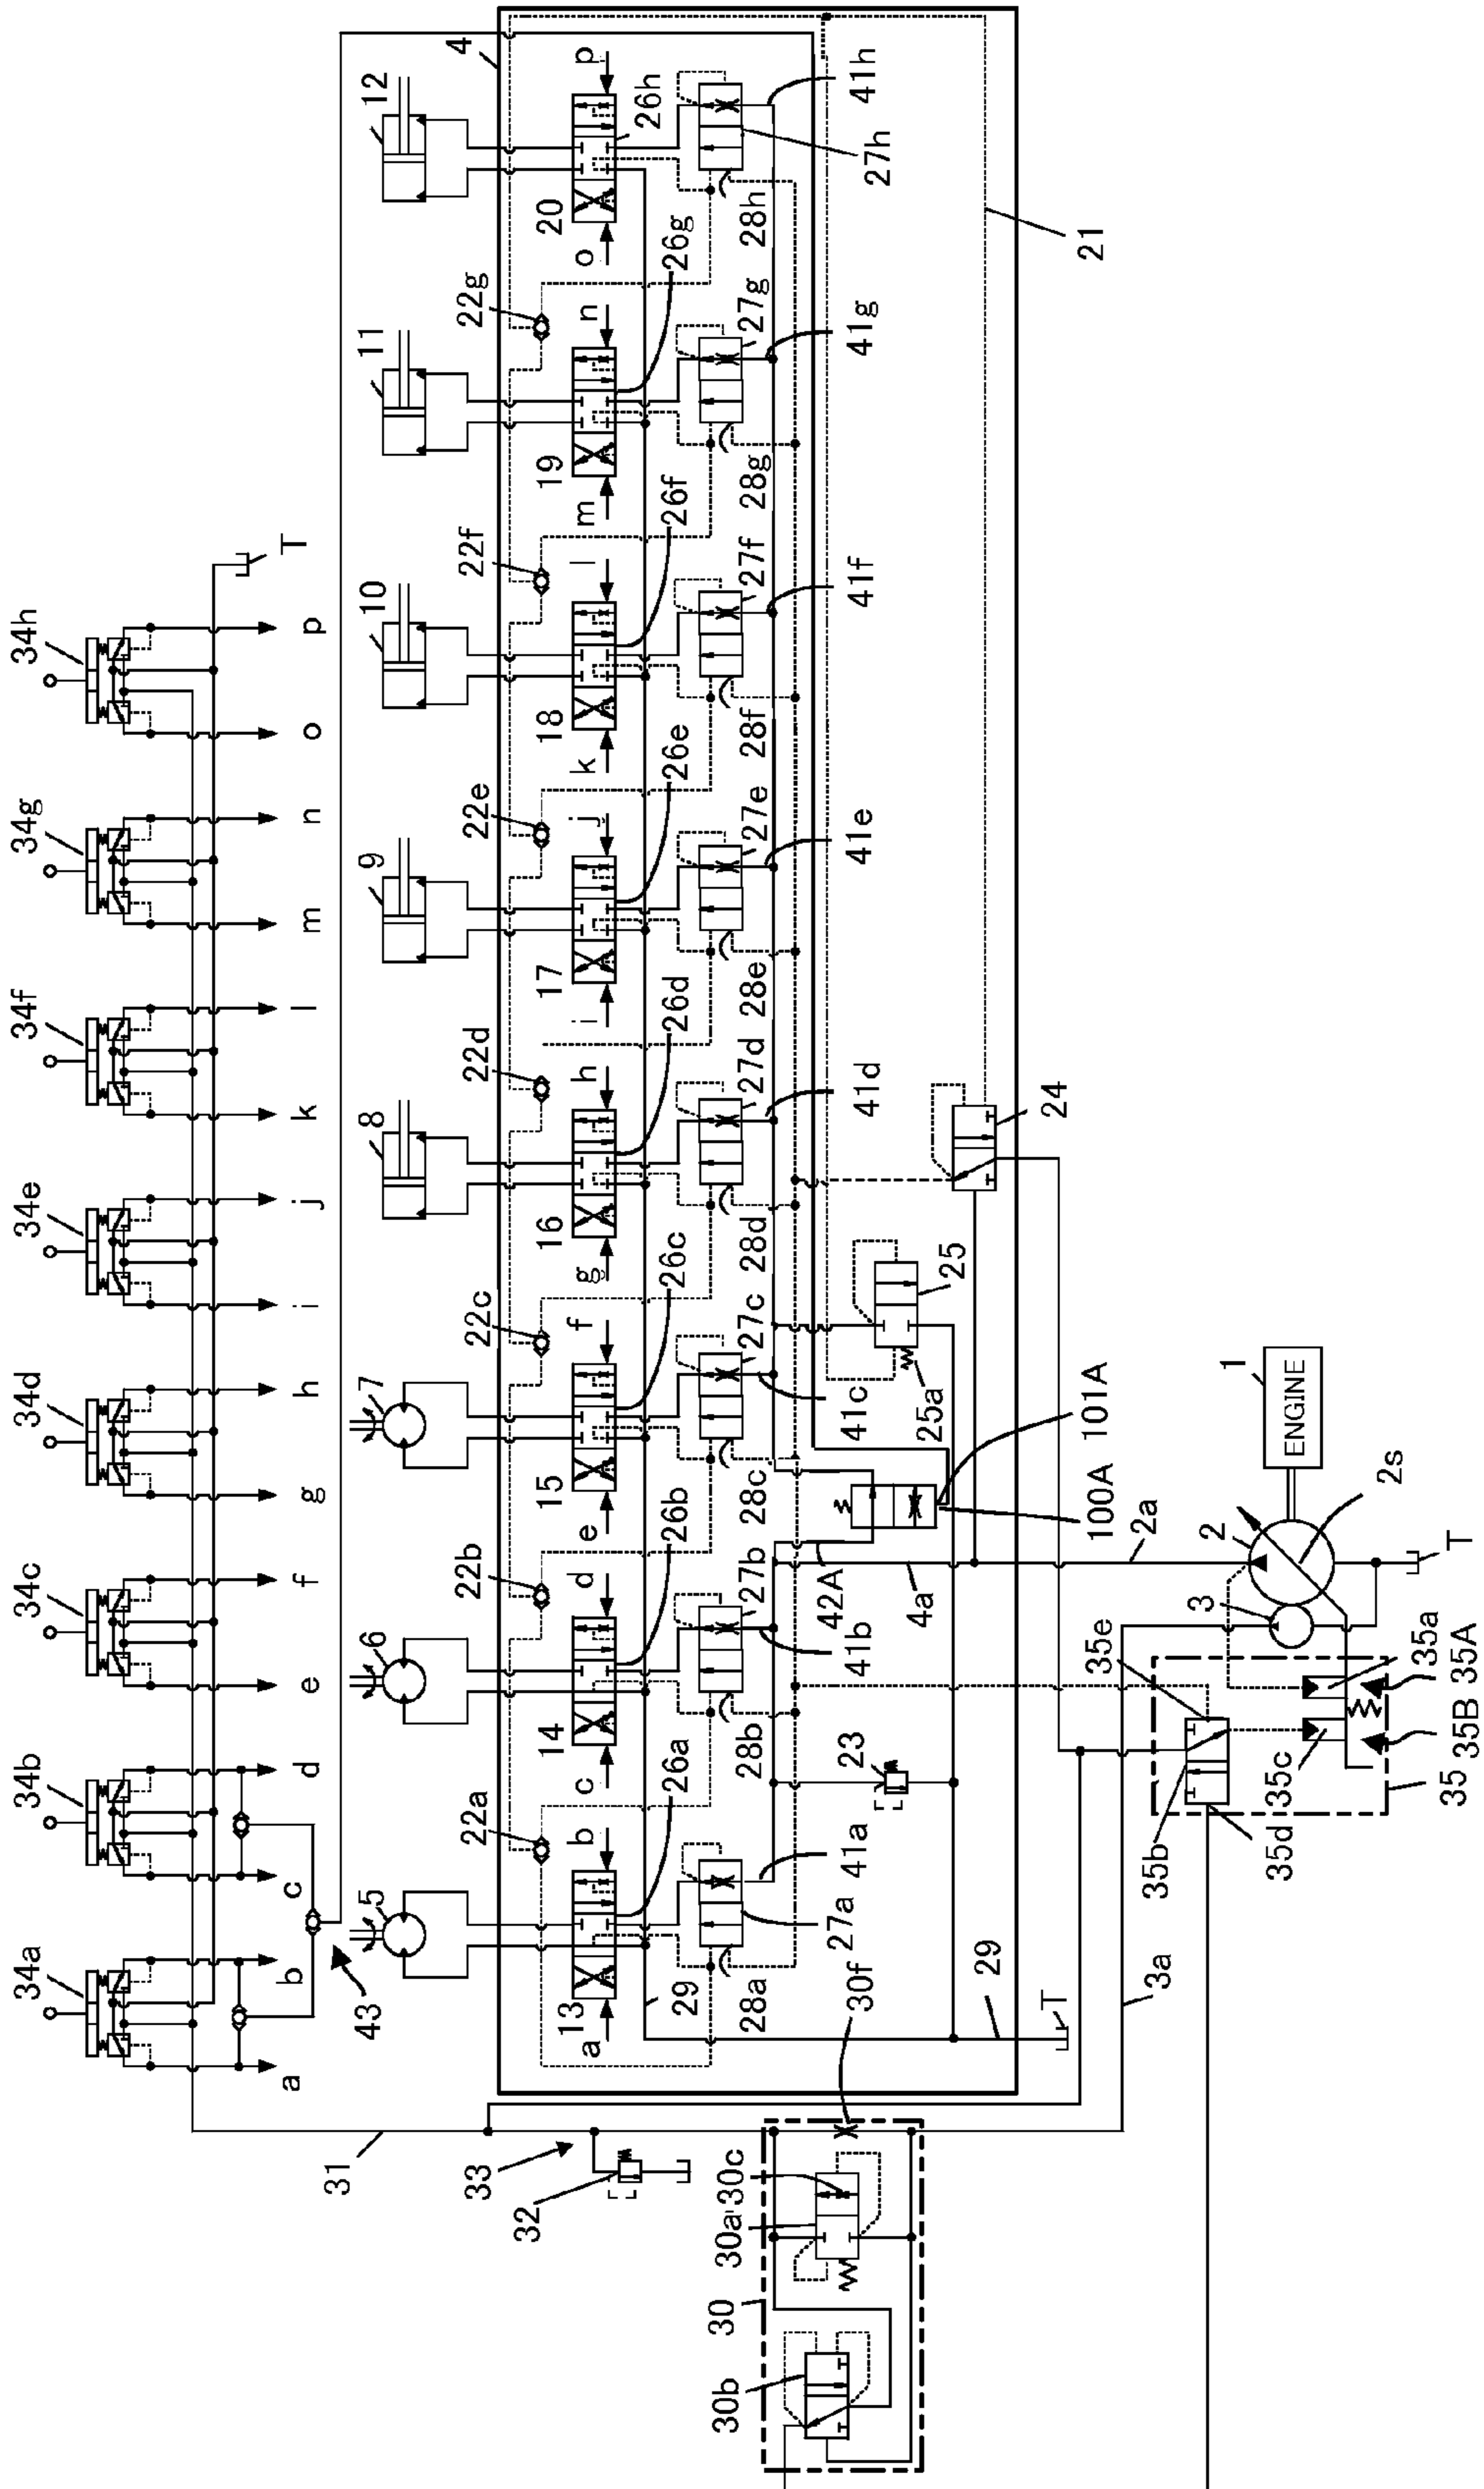 34a
34b
34c
34d
34e
34f
34g
34h
T
a
b
c
d
e
f
g
h
i
j
k
l
m
n
o
p
43
5
6
7
8
9
10
11
12
4
22a
22b
22c
22d
22e
22f
22g
13
14
15
16
17
18
19
20
a
b
c
d
e
f
g
h
i
j
k
l
m
n
o
p
26a
26b
26c
26d
26e
26f
26g
26h
29
28a
28b
28c
28d
28e
28f
28g
28h
27a
27b
27c
27d
27e
27f
27g
27h
41a
41b
41c
41d
41e
41f
41g
41h
31
33
32
30f
23
42A
4a
25a
25
100A
101A
24
21
29
T
3a
30
30a
30c
30b
35b
35d
35e
35c
35a
35
35B
35A
3
2
2a
2s
1
ENGINE
T